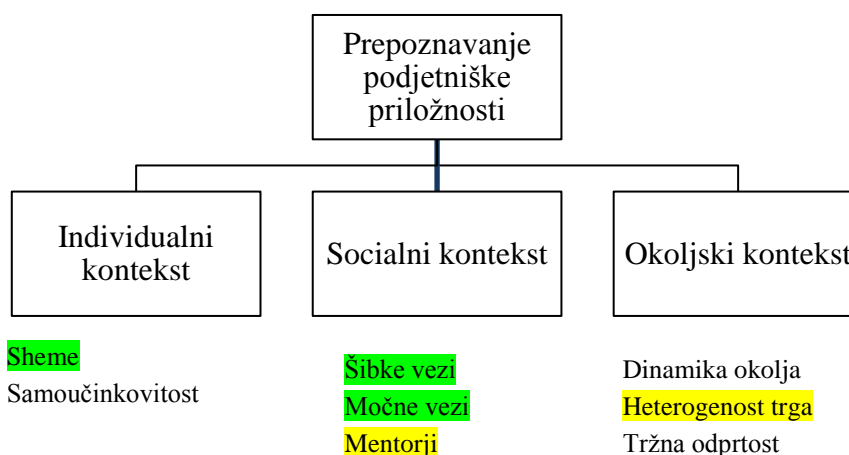 Prepoznavanje
podjetniške
priložnosti
Individualni
kontekst
Socialni kontekst
Okoljski kontekst
Sheme
Samoučinkovitost
Šibke vezi
Močne vezi
Mentorji
Dinamika okolja
Heterogenost trga
Tržna odprtost